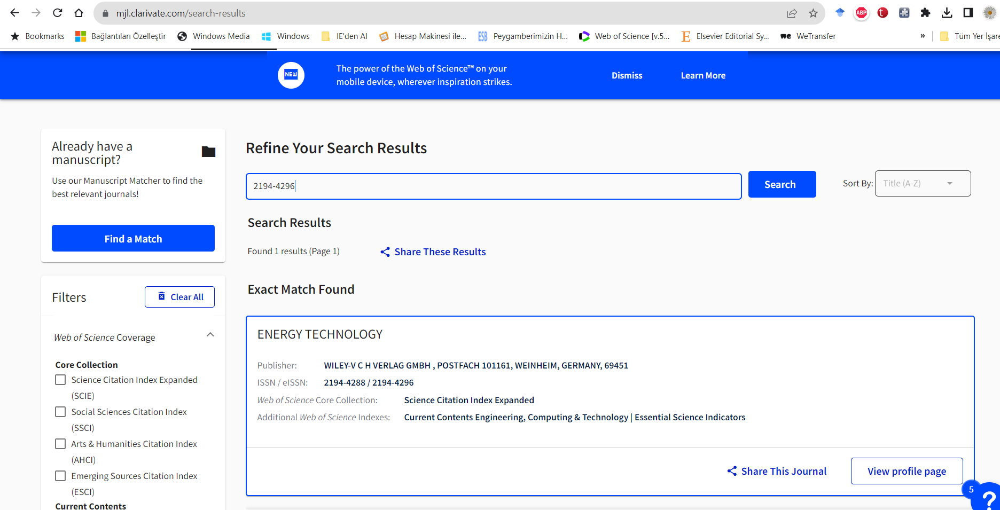 mjl.clarivate.com/search-results
ABP
t
Bookmarks
Bağlantıları Özelleştir
Windows Media
Windows
IE'den Al
Hesap Makinesi ile...
ESB
Peygamberimizin H...
Web of Science [v.5...
E
Elsevier Editorial Sy...
we
WeTransfer
»
Tüm Yer İşare
NEW
The power of the Web of Science™ on your
mobile device, wherever inspiration strikes.
Dismiss
Learn More
Already have a
manuscript?
Use our Manuscript Matcher to find the
best relevant journals!
Find a Match
Filters
Clear All
Web of Science Coverage
Core Collection
Science Citation Index Expanded
(SCIE)
Social Sciences Citation Index
(SSCI)
Arts & Humanities Citation Index
(AHCI)
Emerging Sources Citation Index
(ESCI)
Current Contents
Refine Your Search Results
2194-4296
Search
Sort By:
Title (A-Z)
Search Results
Found 1 results (Page 1)
Share These Results
Exact Match Found
ENERGY TECHNOLOGY
Publisher: WILEY-V C H VERLAG GMBH , POSTFACH 101161, WEINHEIM, GERMANY, 69451
ISSN / eISSN: 2194-4288 / 2194-4296
Web of Science Core Collection: Science Citation Index Expanded
Additional Web of Science Indexes: Current Contents Engineering, Computing & Technology | Essential Science Indicators
Share This Journal
View profile page
5
?